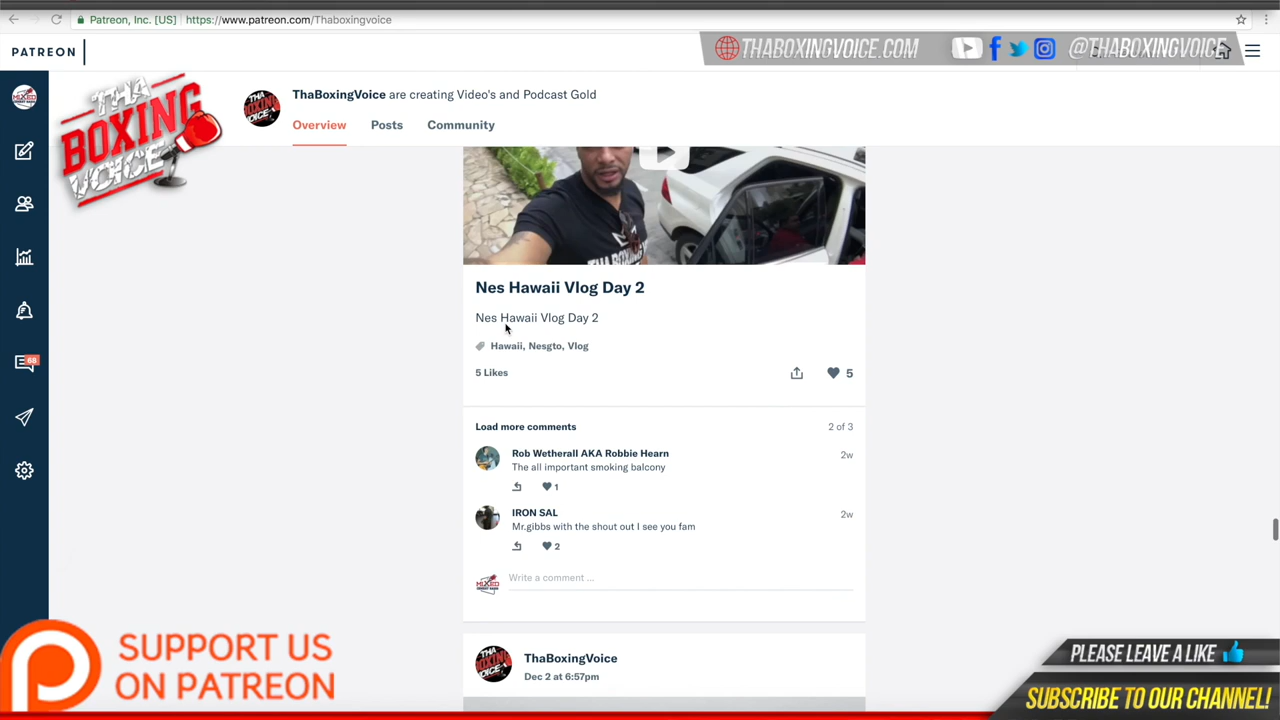 Patreon, Inc. [US]
https://www.patreon.com/Thaboxingvoice
PATREON
THABOXINGVOICE.COM
@THABOXINGVOICE
THA
BOXING
VOICE
ThaBoxingVoice are creating Video's and Podcast Gold
Overview
Posts
Community
Nes Hawaii Vlog Day 2
Nes Hawaii Vlog Day 2
Hawaii, Nesgto, Vlog
5 Likes
5
68
Load more comments
2 of 3
Rob Wetherall AKA Robbie Hearn
2w
The all important smoking balcony
1
IRON SAL
2w
Mr.gibbs with the shout out I see you fam
2
Write a comment ...
ThaBoxingVoice
Dec 2 at 6:57pm
SUPPORT US
ON PATREON
PLEASE LEAVE A LIKE
SUBSCRIBE TO OUR CHANNEL!